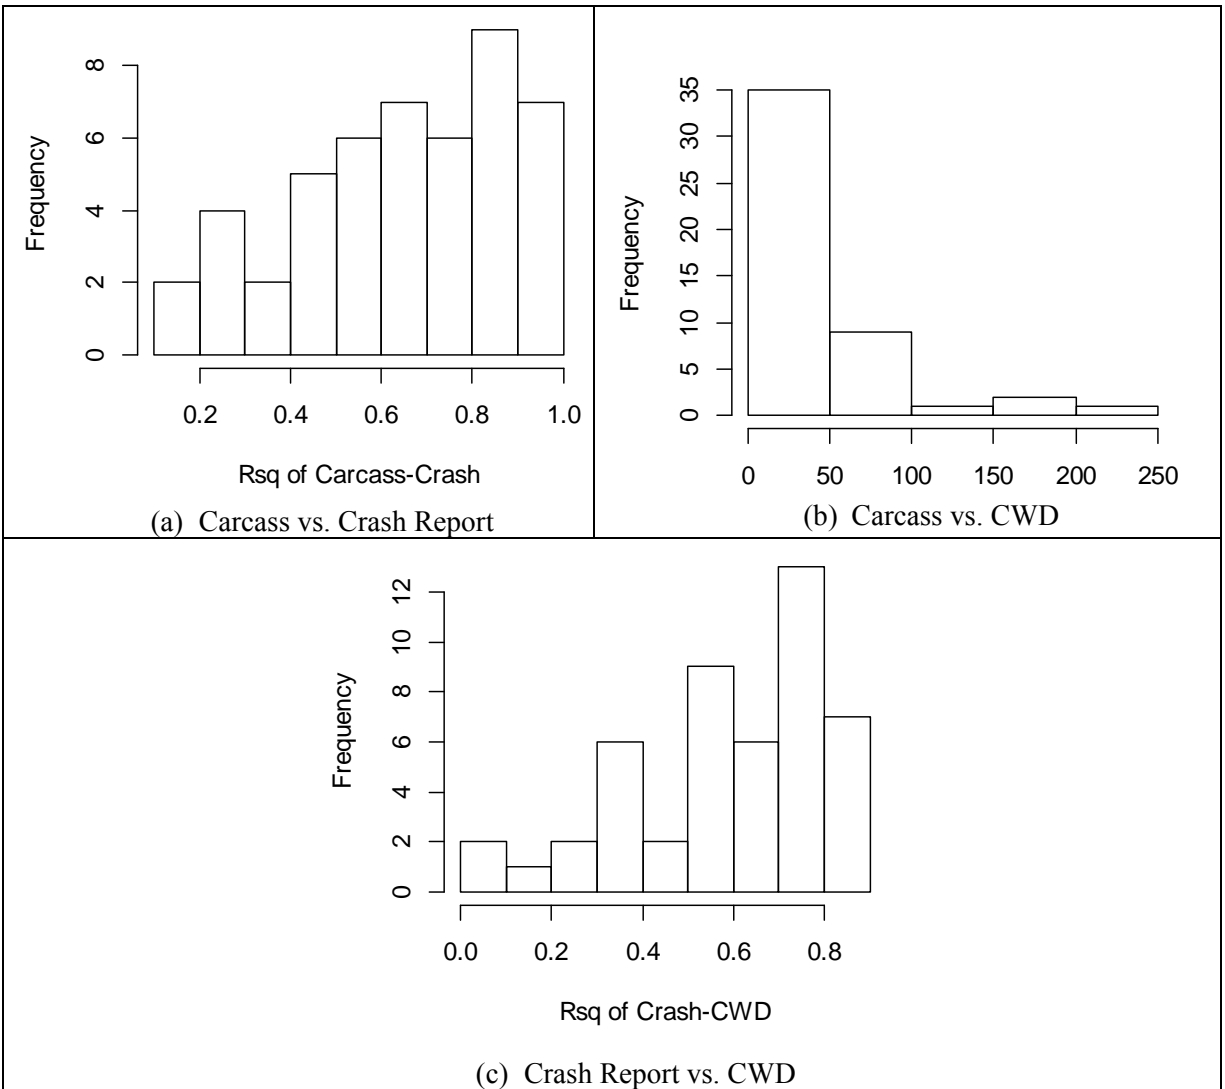 Frequency
8
6
4
2
0
0.2 0.4 0.6 0.8 1.0
Rsq of Carcass-Crash
(a) Carcass vs. Crash Report
Frequency
35
30
25
20
15
10
5
0
0 50 100 150 200 250
(b) Carcass vs. CWD
Frequency
12
10
8
6
4
2
0
0.0 0.2 0.4 0.6 0.8
Rsq of Crash-CWD
(c) Crash Report vs. CWD